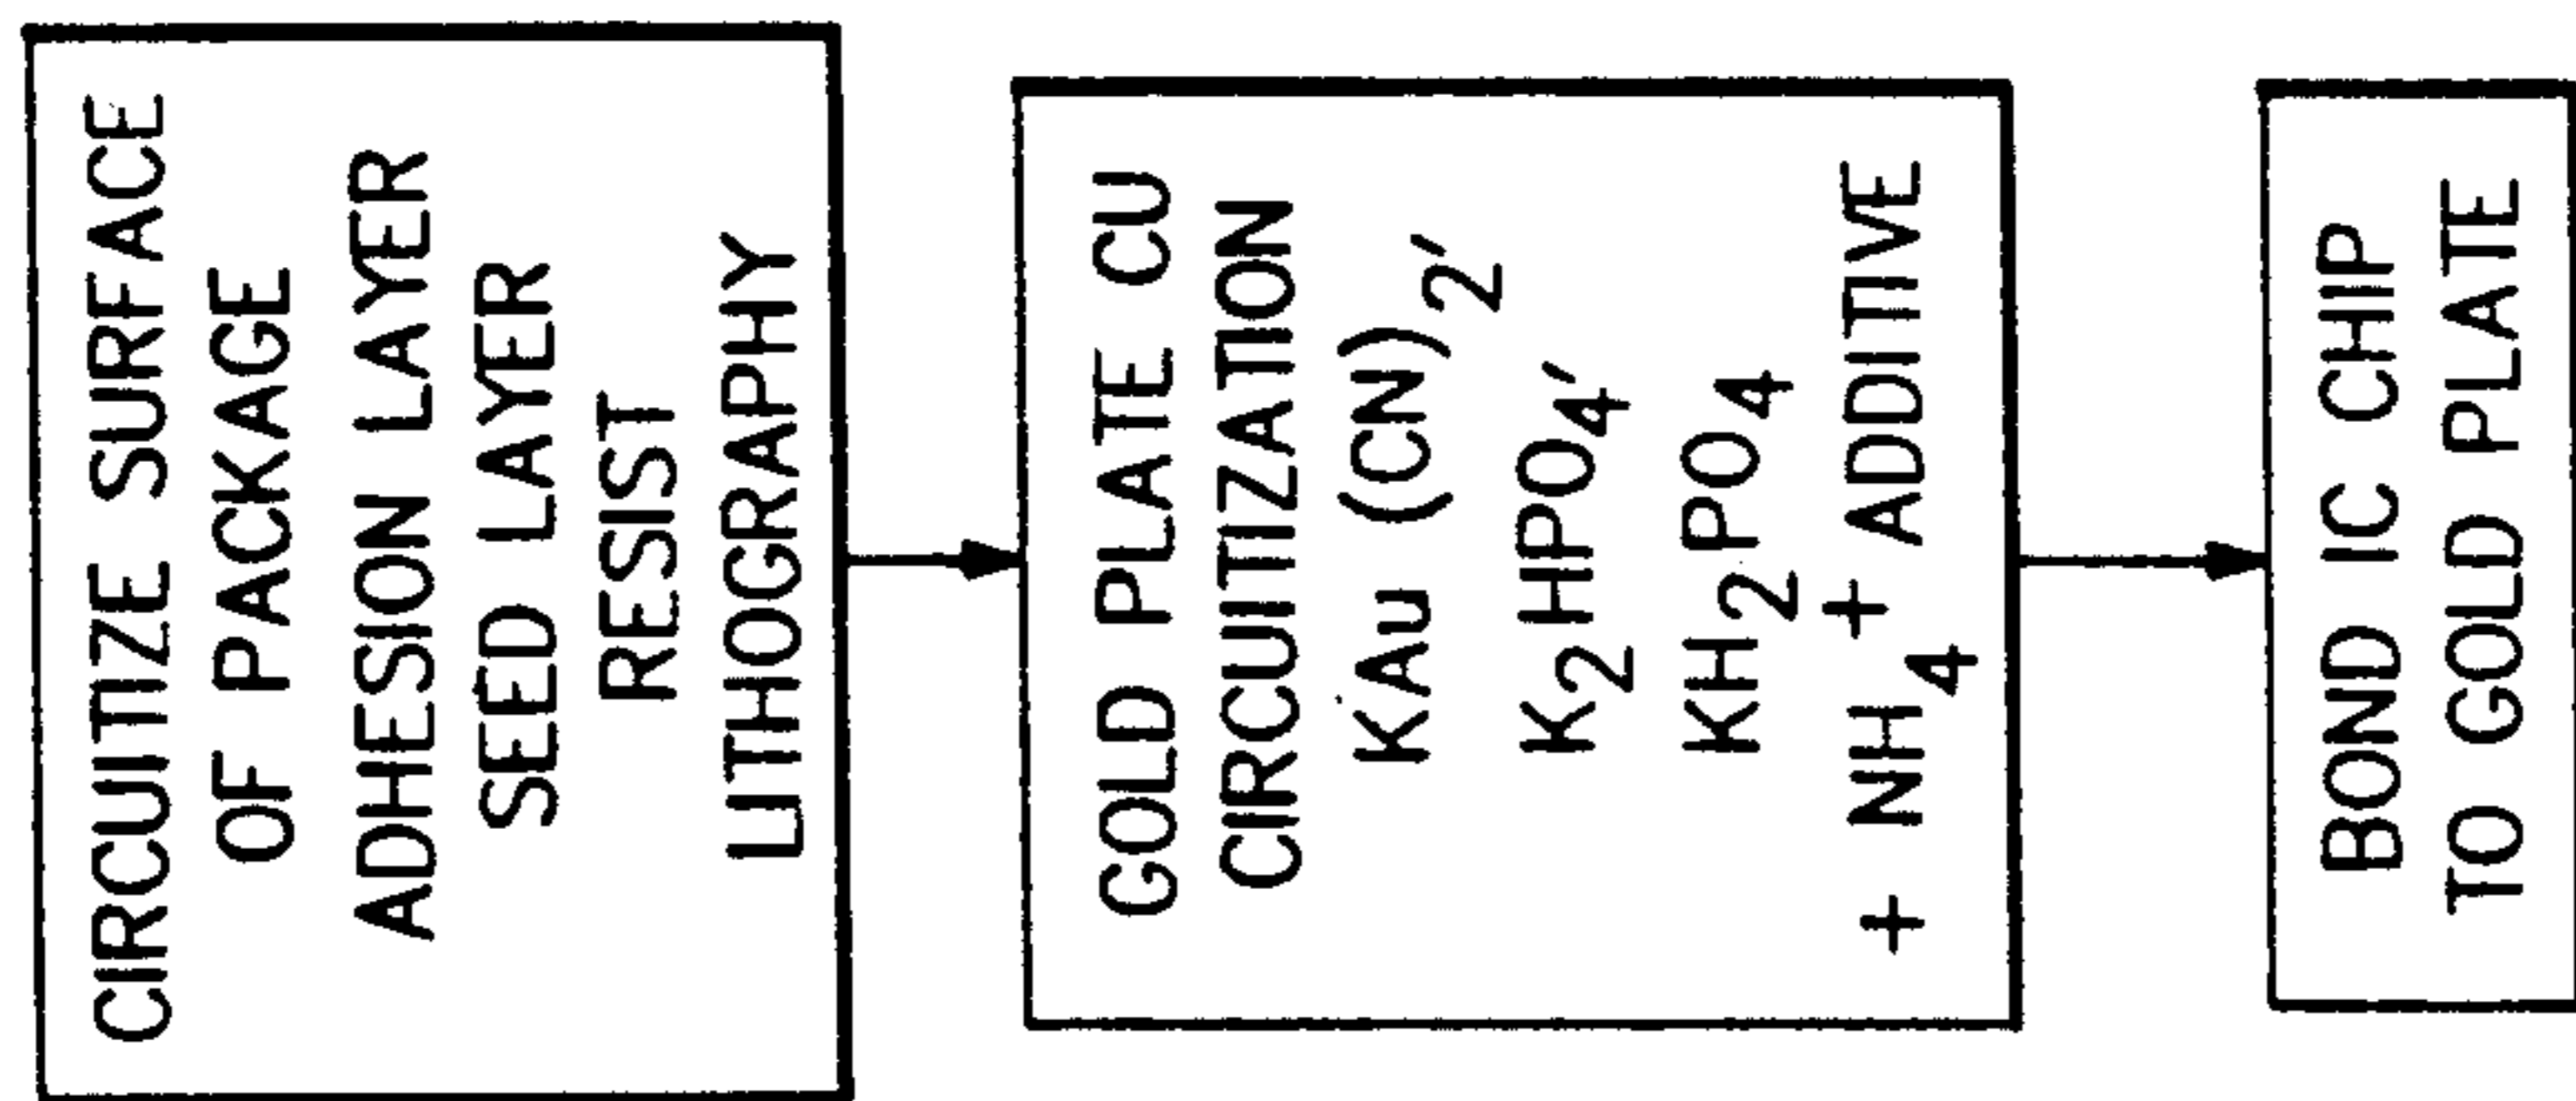 CIRCUITIZE SURFACE
OF PACKAGE
ADHESION LAYER
SEED LAYER
RESIST
LITHOGRAPHY
GOLD PLATE CU
CIRCUITIZATION
KAu (CN)₂'
K₂HPO₄'
KH₂PO₄
+ NH₄⁺ ADDITIVE
BOND IC CHIP
TO GOLD PLATE